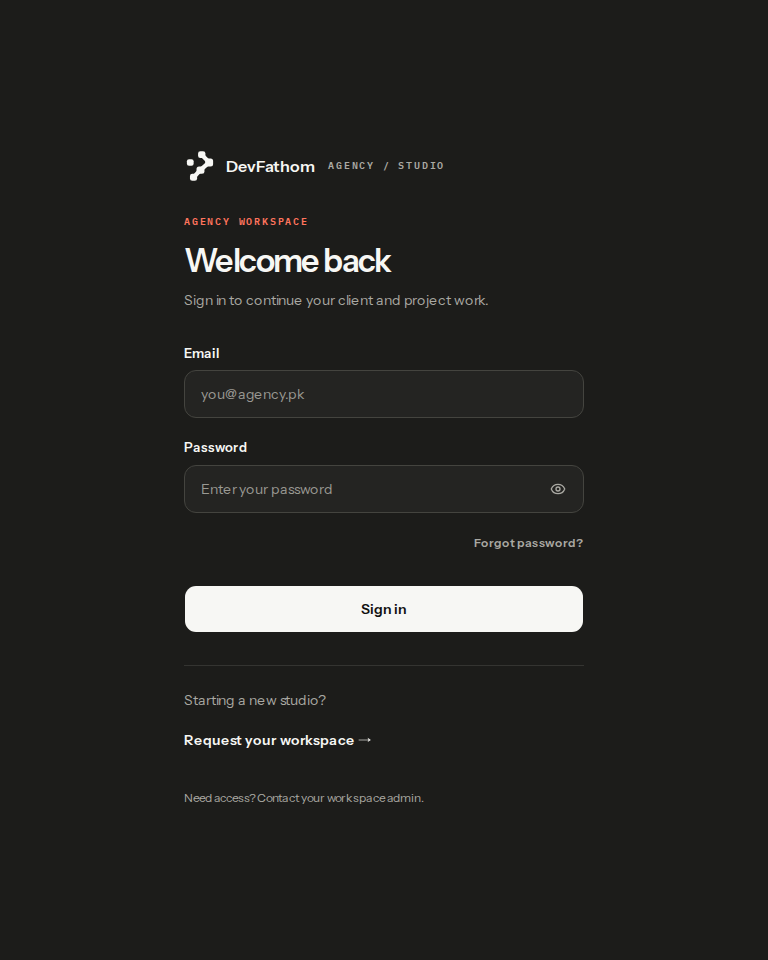 DevFathom AGENCY / STUDIO
AGENCY WORKSPACE
Welcome back
Sign in to continue your client and project work.
Email
you@agency.pk
Password
Enter your password
Forgot password?
Sign in
Starting a new studio?
Request your workspace →
Need access? Contact your workspace admin.